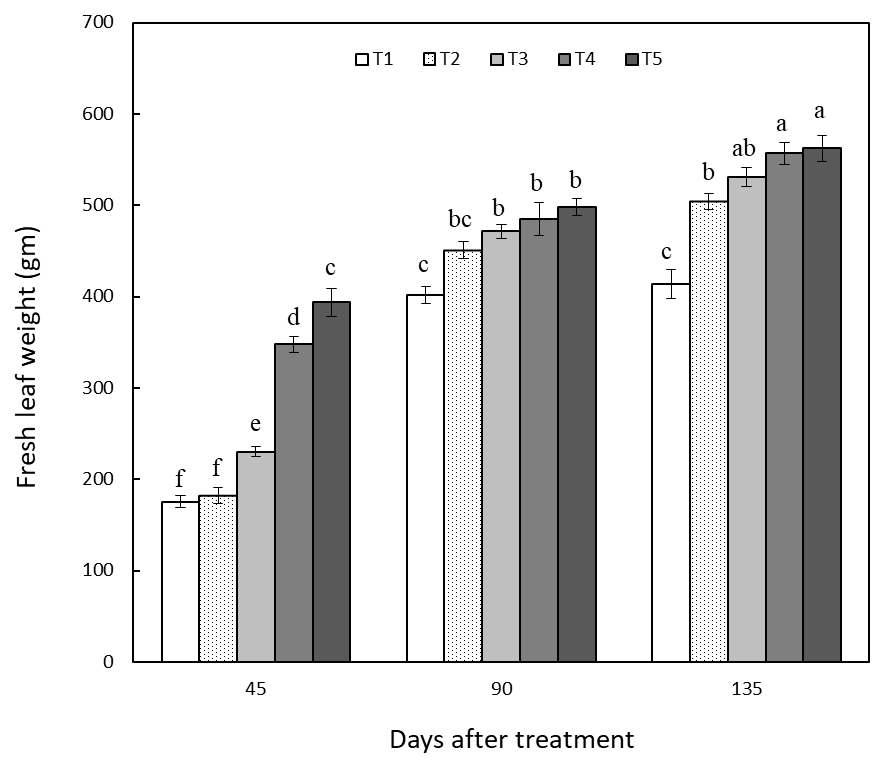 700
T1 T2 T3 T4 T5
600
500
400
300
200
100
0
Fresh leaf weight (gm)
f f e d c
c bc b b b
c b ab a a
45 90 135
Days after treatment